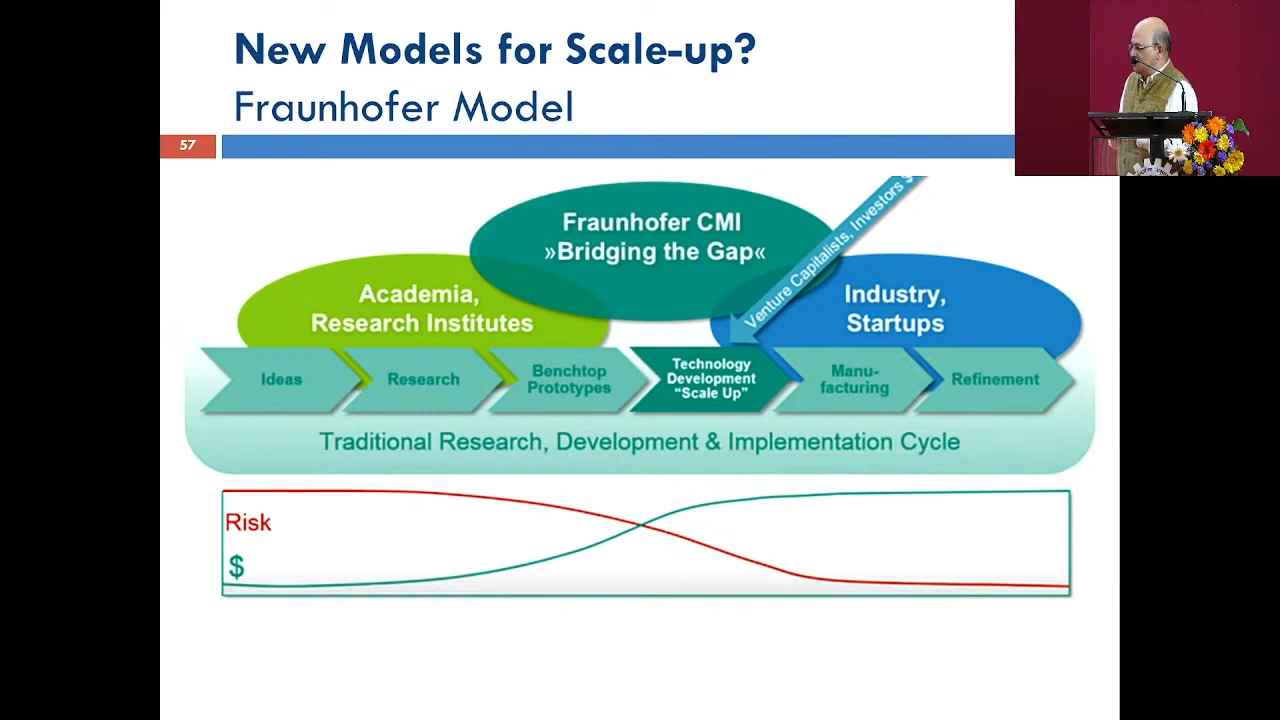 New Models for Scale-up?
Fraunhofer Model
57
Fraunhofer CMI
»Bridging the Gap«
Venture Capitalists, Investors
Academia,
Research Institutes
Industry,
Startups
Ideas
Research
Benchtop
Prototypes
Technology
Development
"Scale Up"
Manu-
facturing
Refinement
Traditional Research, Development & Implementation Cycle
Risk
$